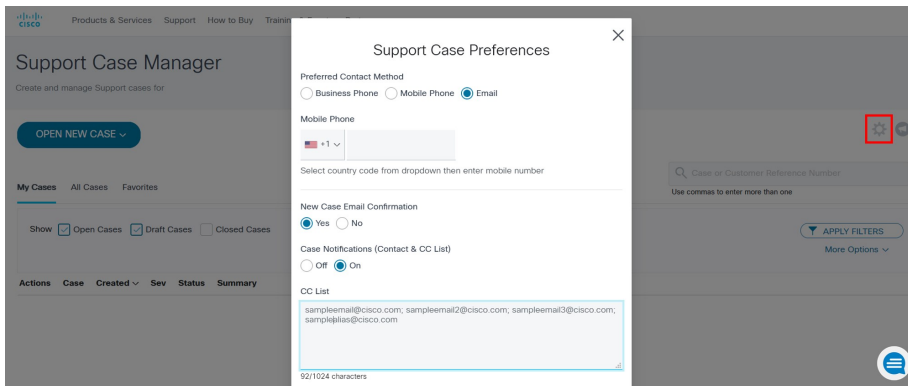 CISCO
Products & Services Support How to Buy
Support Case Manager
Create and manage Support cases for
OPEN NEW CASE
Case or Customer Reference Number
Use commas to enter more than one
My Cases All Cases Favorites
Show Open Cases Draft Cases Closed Cases
APPLY FILTERS
More Options
Actions Case Created Sev Status Summary
Support Case Preferences
Preferred Contact Method
Business Phone Mobile Phone Email
Mobile Phone
+1
Select country code from dropdown then enter mobile number
New Case Email Confirmation
Yes No
Case Notifications (Contact & CC List)
Off On
CC List
sampleemail@cisco.com; sampleemail2@cisco.com; sampleemail3@cisco.com;
samplealias@cisco.com
92/1024 characters